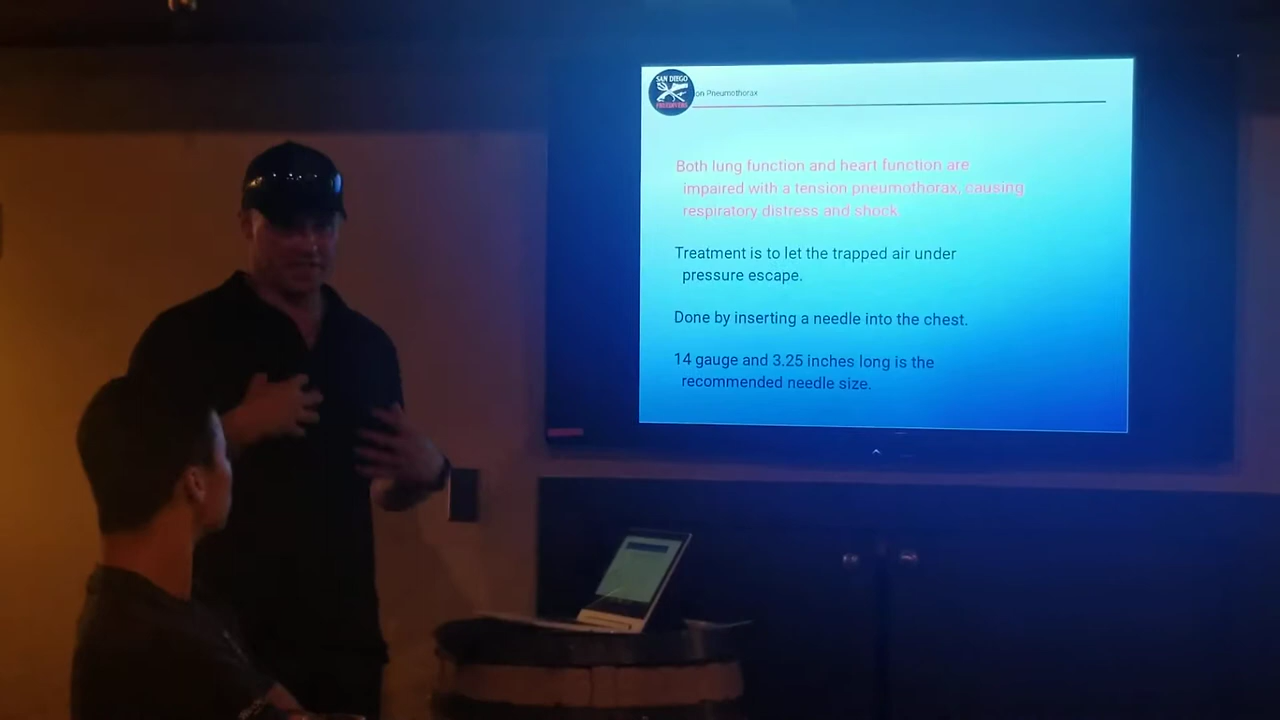 SAN DIEGO
FREEDIVERS
on Pneumothorax
Both lung function and heart function are
impaired with a tension pneumothorax, causing
respiratory distress and shock.
Treatment is to let the trapped air under
pressure escape.
Done by inserting a needle into the chest.
14 gauge and 3.25 inches long is the
recommended needle size.